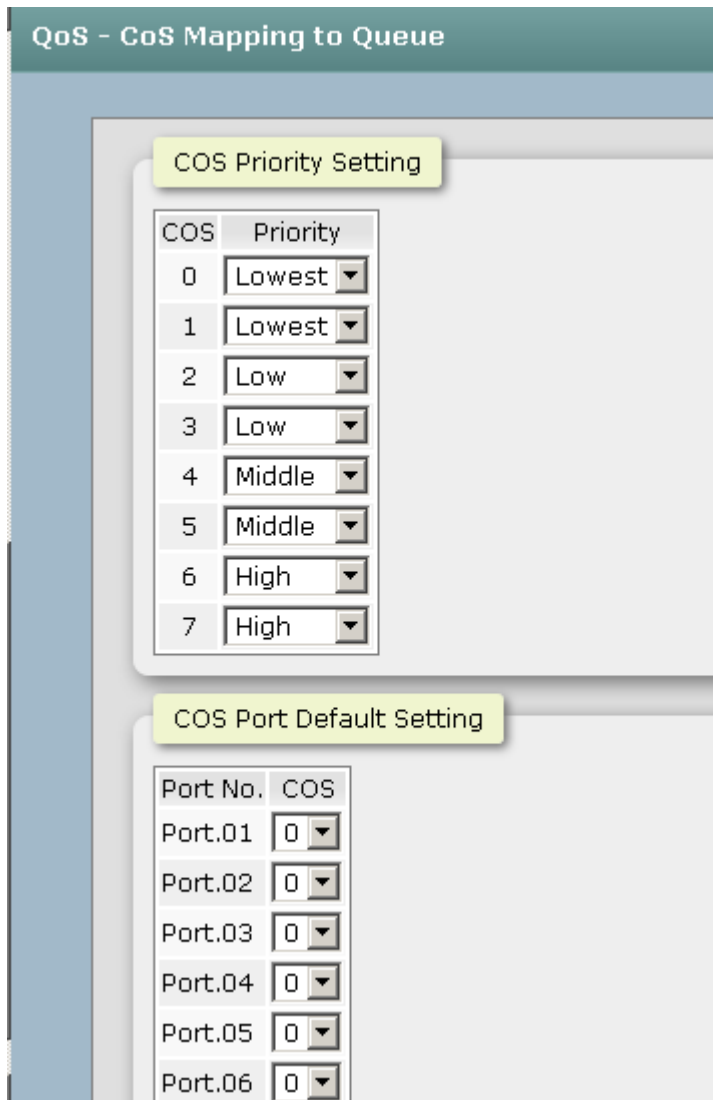 QoS - CoS Mapping to Queue
COS Priority Setting
COS Priority
0 Lowest
1 Lowest
2 Low
3 Low
4 Middle
5 Middle
6 High
7 High
COS Port Default Setting
Port No. COS
Port.01 0
Port.02 0
Port.03 0
Port.04 0
Port.05 0
Port.06 0